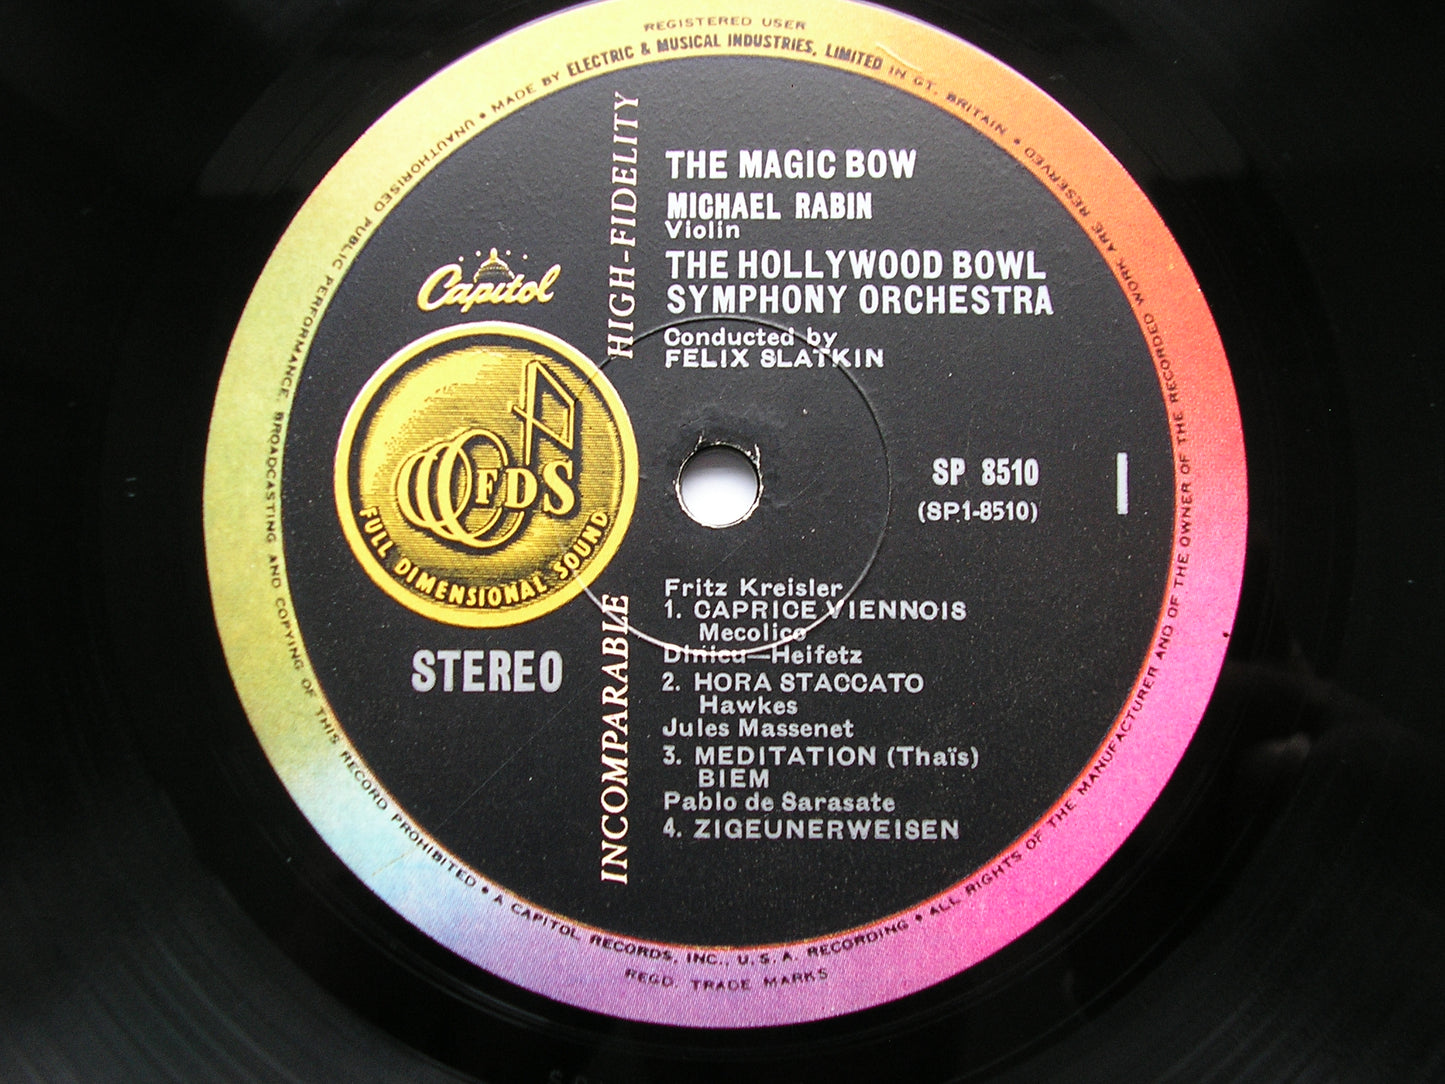 REGISTERED USER
MADE BY ELECTRIC & MUSICAL INDUSTRIES, LIMITED IN GT. BRITAIN • ALL RIGHTS OF THE MANUFACTURER AND OF THE OWNER OF THE RECORDED WORK ARE RESERVED •
UNAUTHORISED PUBLIC PERFORMANCE, BROADCASTING AND COPYING OF THIS RECORD PROHIBITED • A CAPITOL RECORDS, INC., U.S.A. RECORDING •
REGD. TRADE MARKS
HIGH-FIDELITY
INCOMPARABLE
Capitol
FDS
FULL DIMENSIONAL SOUND
STEREO
THE MAGIC BOW
MICHAEL RABIN
Violin
THE HOLLYWOOD BOWL
SYMPHONY ORCHESTRA
Conducted by
FELIX SLATKIN
SP 8510
(SP.1-8510)
1
Fritz Kreisler
1. CAPRICE VIENNOIS
Mecolico
Dinicu—Heifetz
2. HORA STACCATO
Hawkes
Jules Massenet
3. MEDITATION (Thaïs)
BIEM
Pablo de Sarasate
4. ZIGEUNERWEISEN